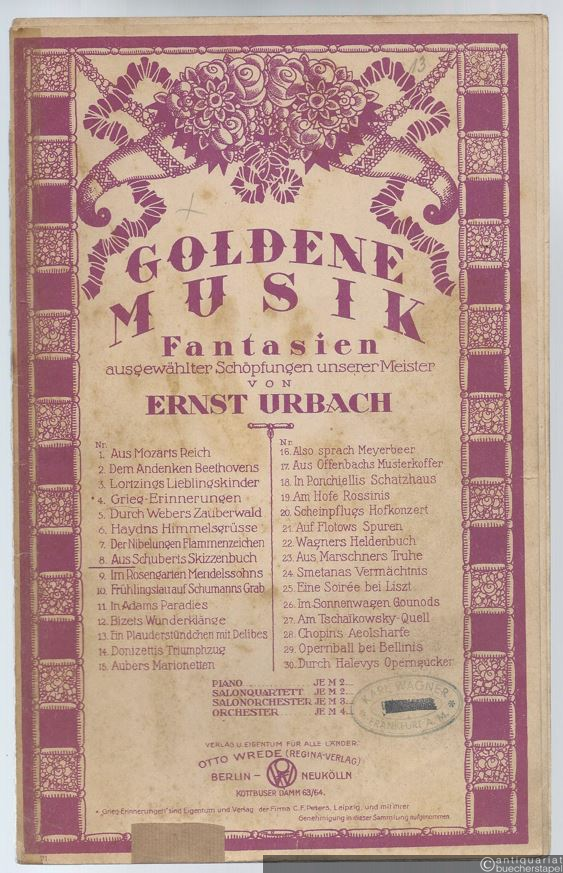 13
GOLDENE
MUSIK
Fantasien
ausgewählter Schöpfungen unserer Meister
VON
ERNST URBACH
Nr.
1. Aus Mozarts Reich
2. Dem Andenken Beethovens
3. Lortzings Lieblingskinder
*4. Grieg-Erinnerungen
5. Durch Webers Zauberwald
6. Haydns Himmelsgrüsse
7. Der Nibelungen Flammenzeichen
8. Aus Schuberts Skizzenbuch
9. Im Rosengarten Mendelssohns
10. Frühlingslau auf Schumanns Grab
11. In Adams Paradies
12. Bizets Wunderklänge
13. Ein Plauderstündchen mit Delibes
14. Donizettis Triumphzug
15. Aubers Marionetten
Nr.
16. Also sprach Meyerbeer
17. Aus Offenbachs Musterkoffer
18. In Ponchiellis Schatzhaus
19. Am Hofe Rossinis
20. Scheinpflugs Hofkonzert
21. Auf Flotows Spuren
22. Wagners Heldenbuch
23. Aus Marschners Truhe
24. Smetanas Vermächtnis
25. Eine Soirée bei Liszt
26. Im Sonnenwagen Gounods
27. Am Tschaikowsky-Quell
28. Chopin's Aeolsharfe
29. Opernball bei Bellinis
30. Durch Halevys Operngucker
PIANO JE M 2._
SALONQUARTETT JE M 2._
SALONORCHESTER JE M 3._
ORCHESTER JE M 4._
KARL WAGNER
* FRANKFURT A. M. *
VERLAG U. EIGENTUM FÜR ALLE LÄNDER
OTTO WREDE (REGINA-VERLAG)
BERLIN – OW NEUKÖLLN
KOTTBUSER DAMM 63/64.
* „Grieg-Erinnerungen" sind Eigentum und Verlag der Firma C. F. Peters, Leipzig, und mit ihrer
Genehmigung in dieser Sammlung aufgenommen.
antiquariat
buecherstapel